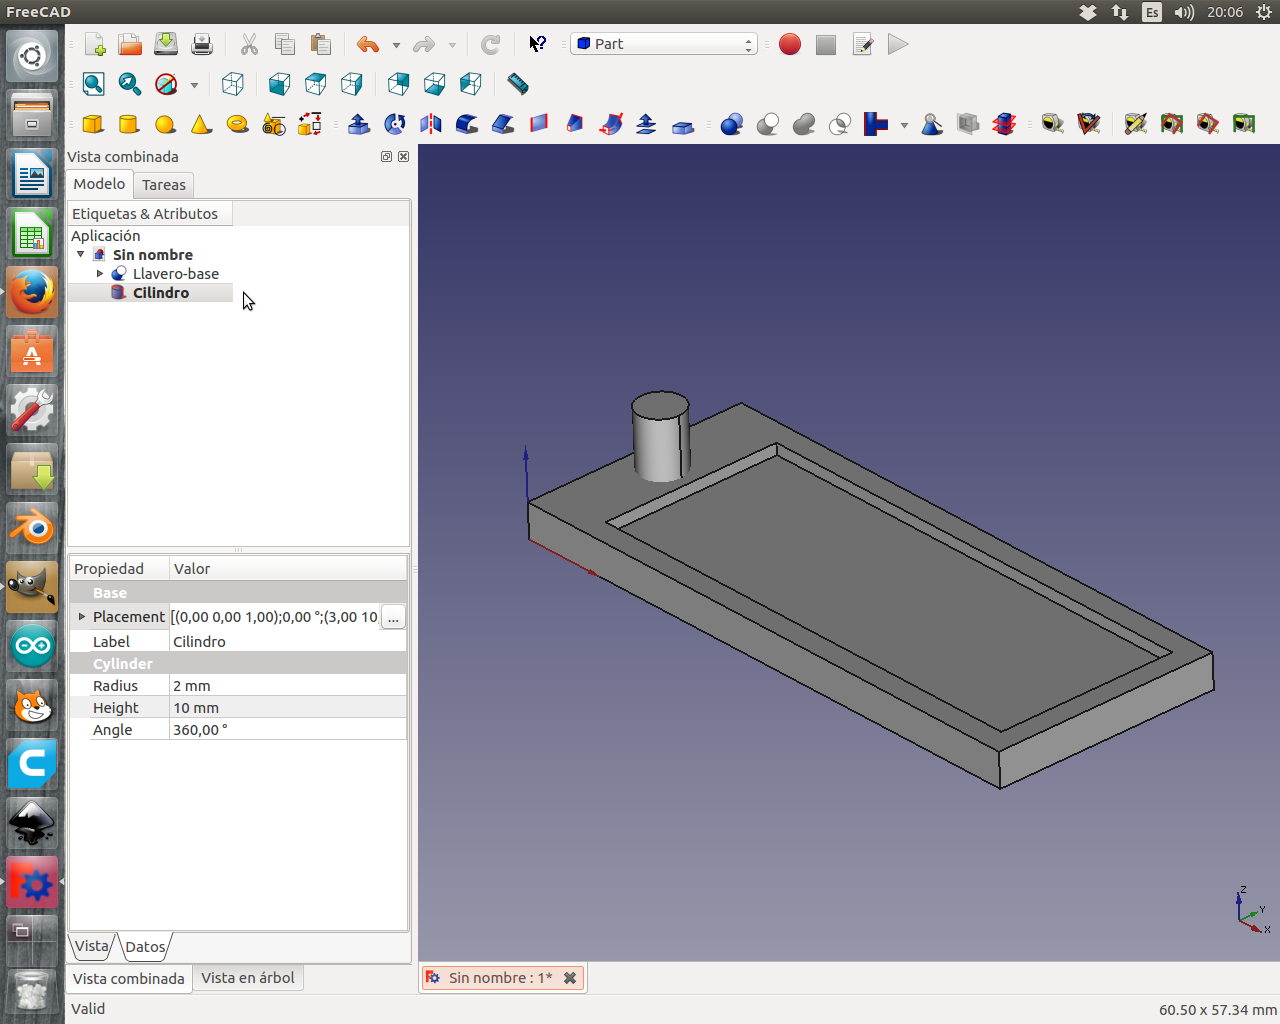 FreeCAD
Es
20:06
Part
Vista combinada
Modelo
Tareas
Etiquetas & Atributos
Aplicación
Sin nombre
Llavero-base
Cilindro
Propiedad
Valor
Base
Placement
[(0,00 0,00 1,00);0,00 °;(3,00 10,
...
Label
Cilindro
Cylinder
Radius
2 mm
Height
10 mm
Angle
360,00 °
Vista
Datos
Vista combinada
Vista en árbol
Sin nombre : 1*
Z
Y
X
Valid
60.50 x 57.34 mm